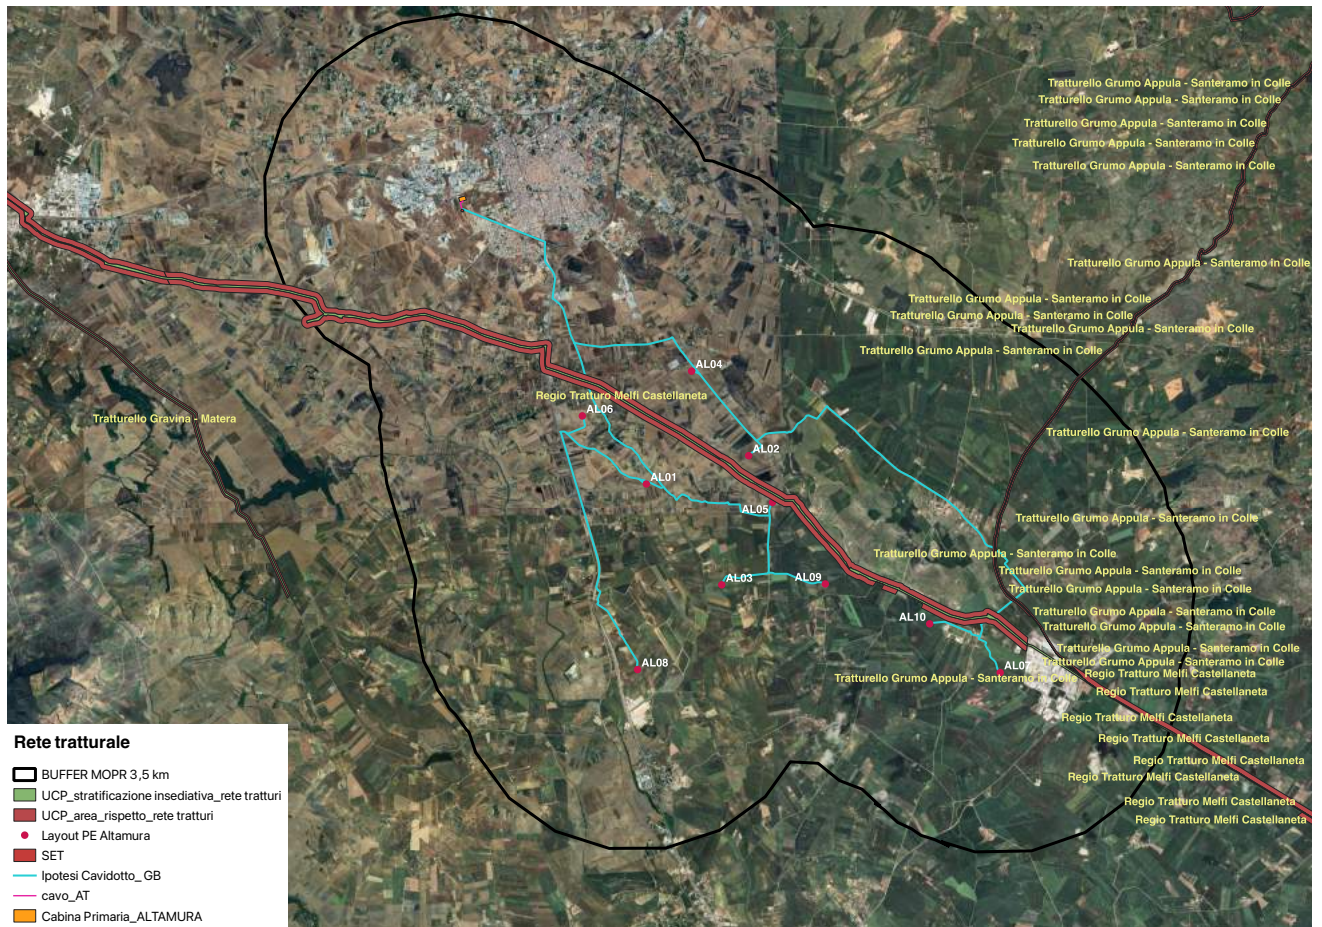 Tratturello Grumo Appula - Santeramo in Colle
Tratturello Grumo Appula - Santeramo in Colle
Tratturello Grumo Appula - Santeramo in Colle
Tratturello Grumo Appula - Santeramo in Colle
Tratturello Grumo Appula - Santeramo in Colle
Tratturello Grumo Appula - Santeramo in Colle
Tratturello Grumo Appula - Santeramo in Colle
Tratturello Grumo Appula - Santeramo in Colle
Tratturello Grumo Appula - Santeramo in Colle
Tratturello Grumo Appula - Santeramo in Colle
AL04
Regio Tratturo Melfi Castellaneta
AL06
Tratturello Gravina - Matera
Tratturello Grumo Appula - Santeramo in Colle
AL02
AL01
AL05
Tratturello Grumo Appula - Santeramo in Colle
Tratturello Grumo Appula - Santeramo in Colle
Tratturello Grumo Appula - Santeramo in Colle
AL03
AL09
Tratturello Grumo Appula - Santeramo in Colle
Tratturello Grumo Appula - Santeramo in Colle
AL10
Tratturello Grumo Appula - Santeramo in Colle
Tratturello Grumo Appula - Santeramo in Colle
AL08
Tratturello Grumo Appula - Santeramo in Colle
AL07
Regio Tratturo Melfi Castellaneta
Tratturello Grumo Appula - Santeramo in Colle
Regio Tratturo Melfi Castellaneta
Regio Tratturo Melfi Castellaneta
Regio Tratturo Melfi Castellaneta
Regio Tratturo Melfi Castellaneta
Regio Tratturo Melfi Castellaneta
Regio Tratturo Melfi Castellaneta
Regio Tratturo Melfi Castellaneta
Rete tratturale
BUFFER MOPR 3,5 km
UCP_stratificazione insediativa_rete tratturi
UCP_area_rispetto_rete tratturi
Layout PE Altamura
SET
Ipotesi Cavidotto_GB
cavo_AT
Cabina Primaria_ALTAMURA